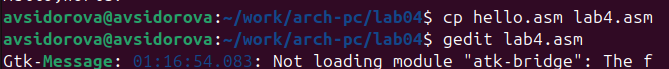 avsidorova@avsidorova:~/work/arch-pc/lab04$ cp hello.asm lab4.asm
avsidorova@avsidorova:~/work/arch-pc/lab04$ gedit lab4.asm
Gtk-Message: 01:16:54.083: Not loading module "atk-bridge": The f